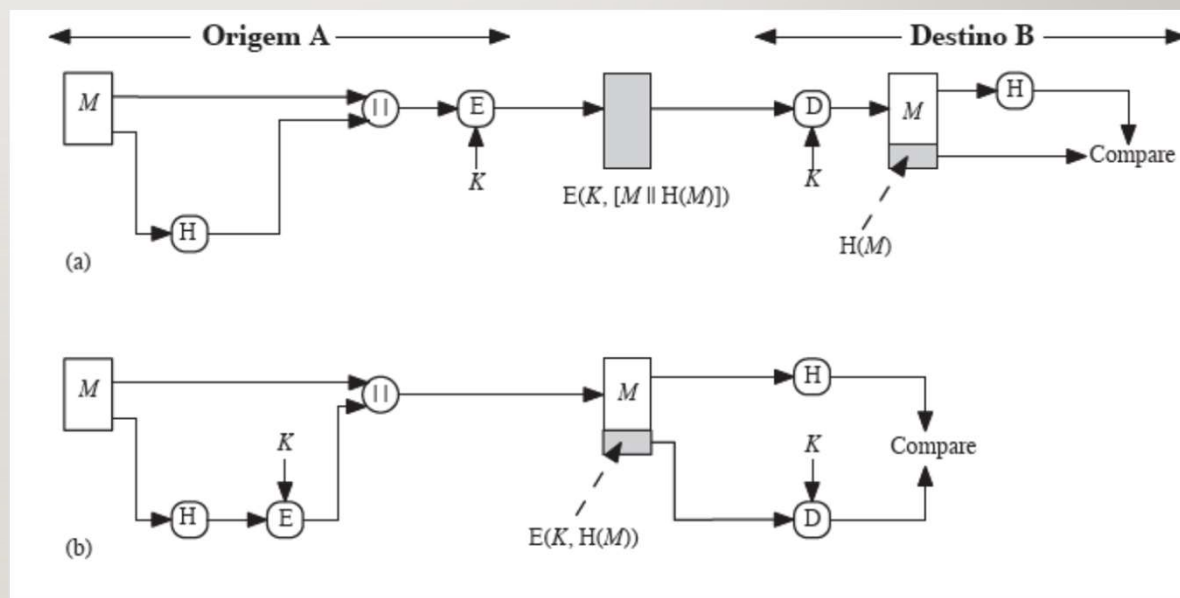 Origem A
Destino B
M
||
E
D
M
H
K
K
Compare
E(K, [M || H(M)])
H
H(M)
(a)
M
||
M
H
K
K
Compare
H
E
D
E(K, H(M))
(b)